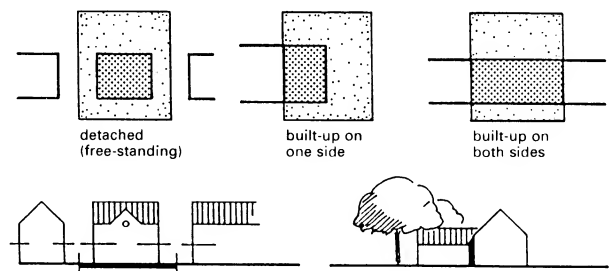 detached
(free-standing)
built-up on
one side
built-up on
both sides